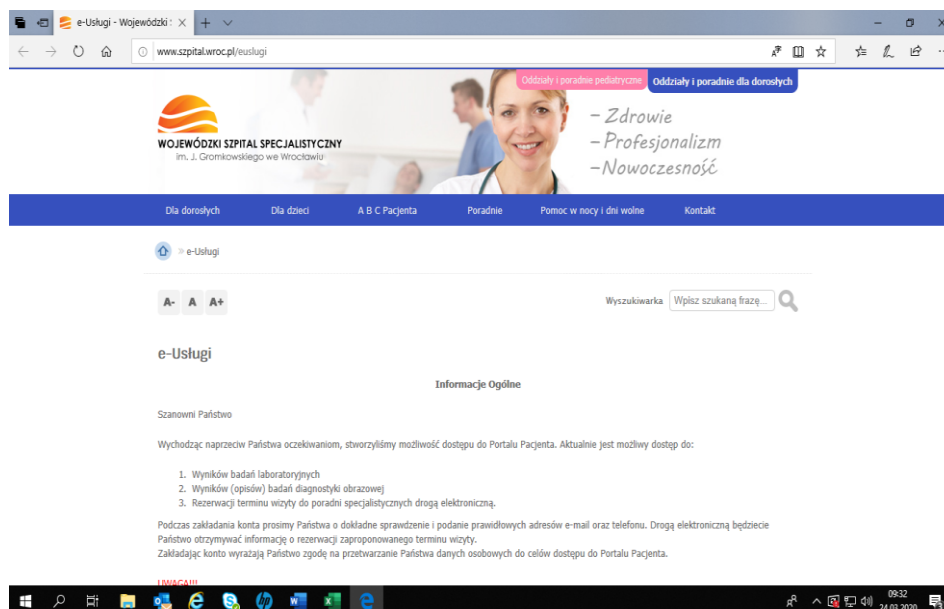 e-Usługi - Wojewódzki S
www.szpital.wroc.pl/euslugi
Oddziały i poradnie pediatryczne Oddziały i poradnie dla dorosłych
WOJEWÓDZKI SZPITAL SPECJALISTYCZNY
im. J. Gromkowskiego we Wrocławiu
- Zdrowie
- Profesjonalizm
- Nowoczesność
Dla dorosłych Dla dzieci A B C Pacjenta Poradnie Pomoc w nocy i dni wolne Kontakt
» e-Usługi
A- A A+
Wyszukiwarka Wpisz szukaną frazę...
e-Usługi
Informacje Ogólne
Szanowni Państwo
Wychodząc naprzeciw Państwa oczekiwaniom, stworzyliśmy możliwość dostępu do Portalu Pacjenta. Aktualnie jest możliwy dostęp do:
1. Wyników badań laboratoryjnych
2. Wyników (opisów) badań diagnostyki obrazowej
3. Rezerwacji terminu wizyty do poradni specjalistycznych drogą elektroniczną.
Podczas zakładania konta prosimy Państwa o dokładne sprawdzenie i podanie prawidłowych adresów e-mail oraz telefonu. Drogą elektroniczną będziecie
Państwo otrzymywać informację o rezerwacji zaproponowanego terminu wizyty.
Zakładając konto wyrażają Państwo zgodę na przetwarzanie Państwa danych osobowych do celów dostępu do Portalu Pacjenta.
UWAGA!!!
09:32
24.03.2020